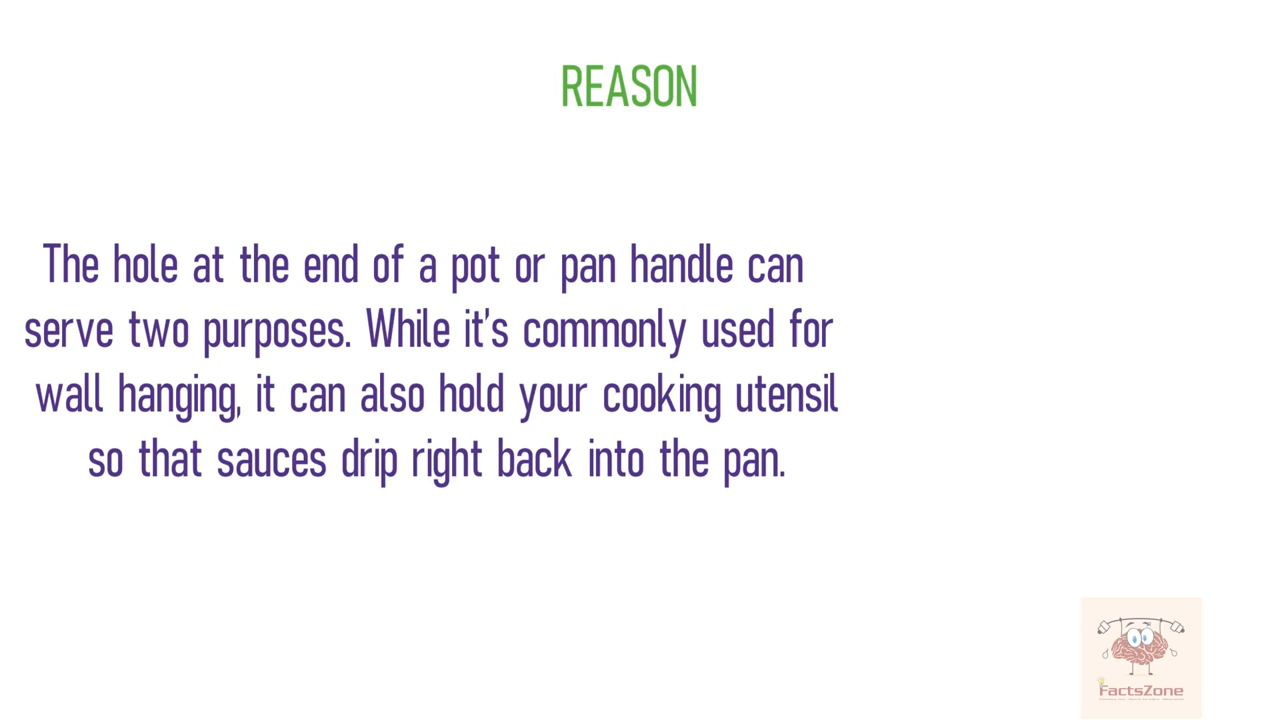 REASON
The hole at the end of a pot or pan handle can
serve two purposes. While it's commonly used for
wall hanging, it can also hold your cooking utensil
so that sauces drip right back into the pan.
FactsZone